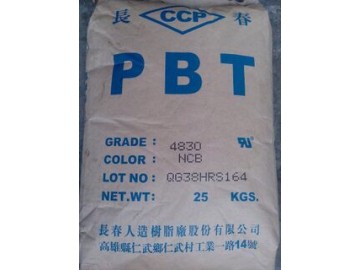 長 CCP 春
PBT
GRADE : 4830
COLOR : NCB
LOT NO : QG38HRS164
NET.WT: 25 KGS.
長春人造樹脂廠股份有限公司
高雄縣仁武鄉仁武村工業一路14號